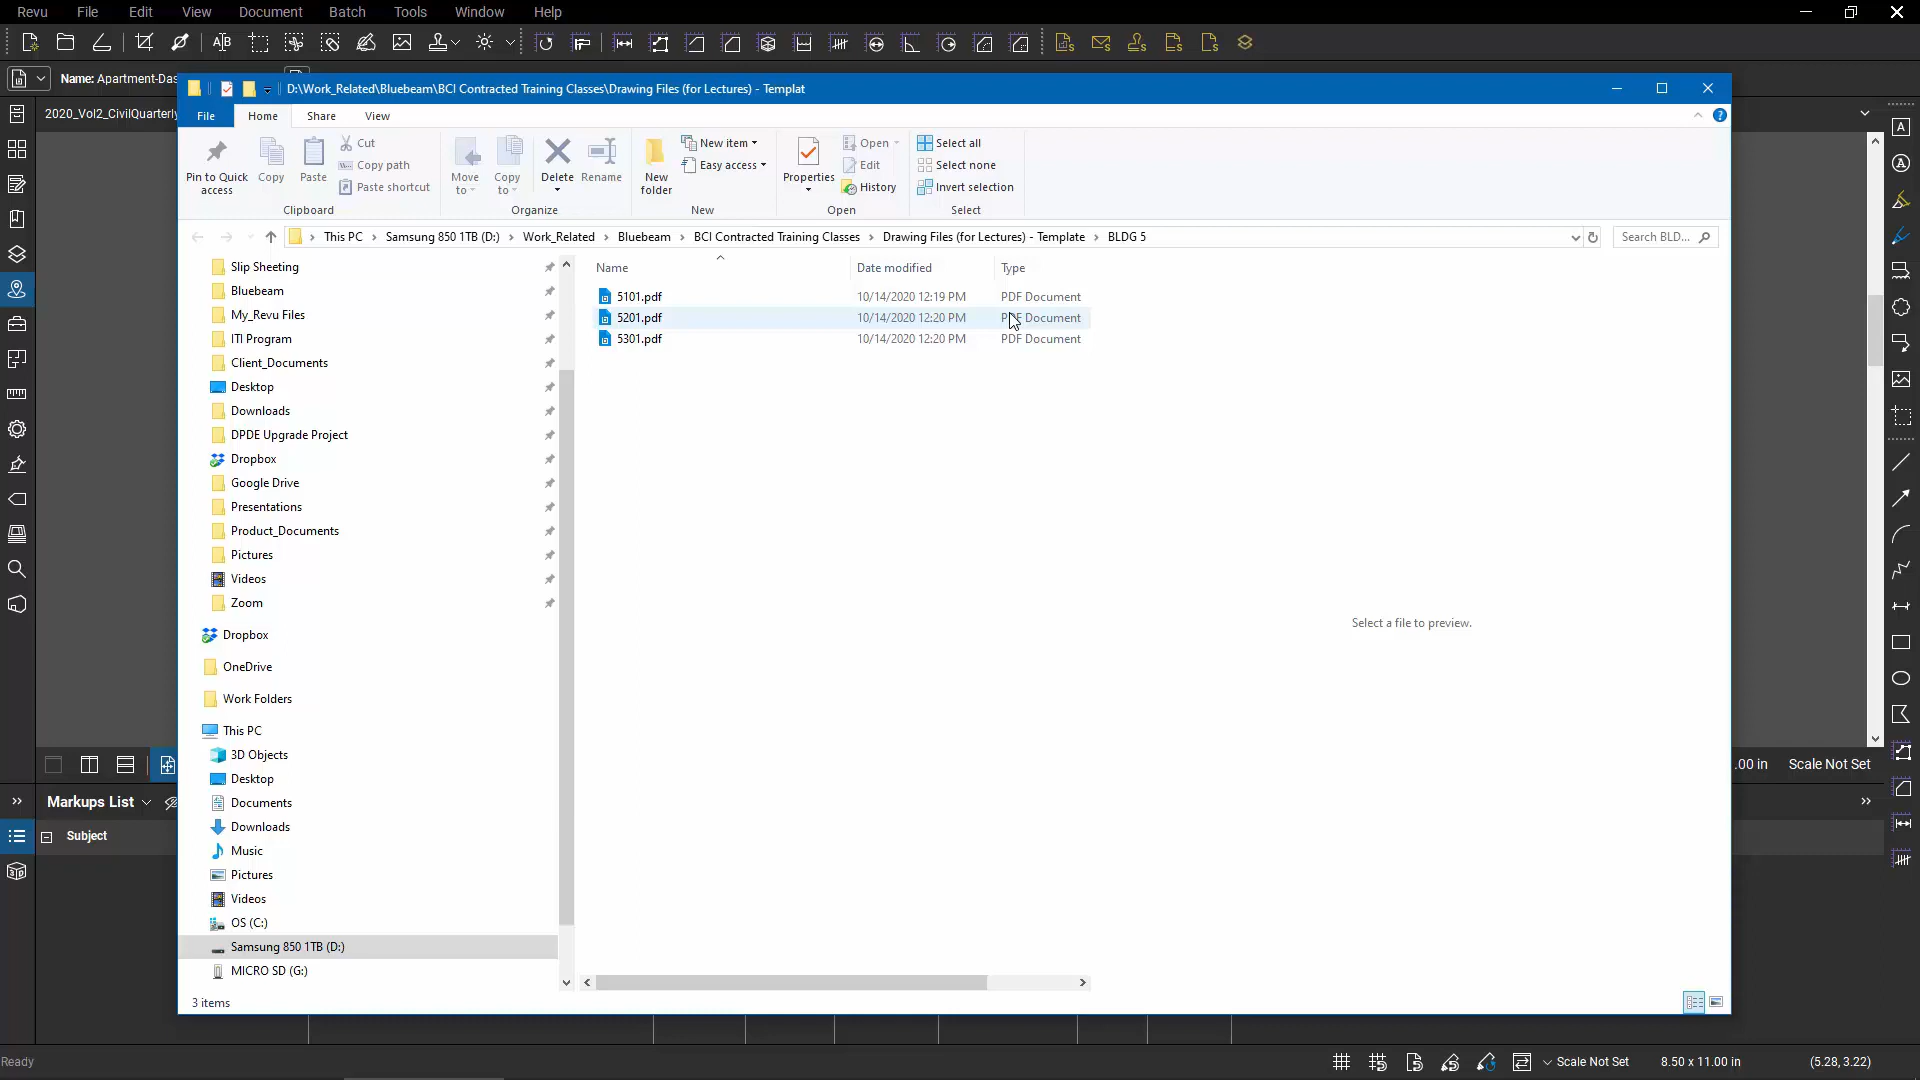 Revu File Edit View Document Batch Tools Window Help
Name: Apartment-Das
2020_Vol2_CivilQuarterly
D:\Work_Related\Bluebeam\BCI Contracted Training Classes\Drawing Files (for Lectures) - Templat
File Home Share View
Pin to Quick access
Copy
Paste
Cut
Copy path
Paste shortcut
Clipboard
Move to
Copy to
Delete
Rename
Organize
New folder
New item
Easy access
New
Properties
Open
Edit
History
Open
Select all
Select none
Invert selection
Select
This PC > Samsung 850 1TB (D:) > Work_Related > Bluebeam > BCI Contracted Training Classes > Drawing Files (for Lectures) - Template > BLDG 5
Search BLD...
Slip Sheeting
Bluebeam
My_Revu Files
ITI Program
Client_Documents
Desktop
Downloads
DPDE Upgrade Project
Dropbox
Google Drive
Presentations
Product_Documents
Pictures
Videos
Zoom
Dropbox
OneDrive
Work Folders
This PC
3D Objects
Desktop
Documents
Downloads
Music
Pictures
Videos
OS (C:)
Samsung 850 1TB (D:)
MICRO SD (G:)
3 items
Name Date modified Type
5101.pdf 10/14/2020 12:19 PM PDF Document
5201.pdf 10/14/2020 12:20 PM PDF Document
5301.pdf 10/14/2020 12:20 PM PDF Document
Select a file to preview.
.00 in Scale Not Set
Markups List
Subject
Ready
Scale Not Set 8.50 x 11.00 in (5.28, 3.22)